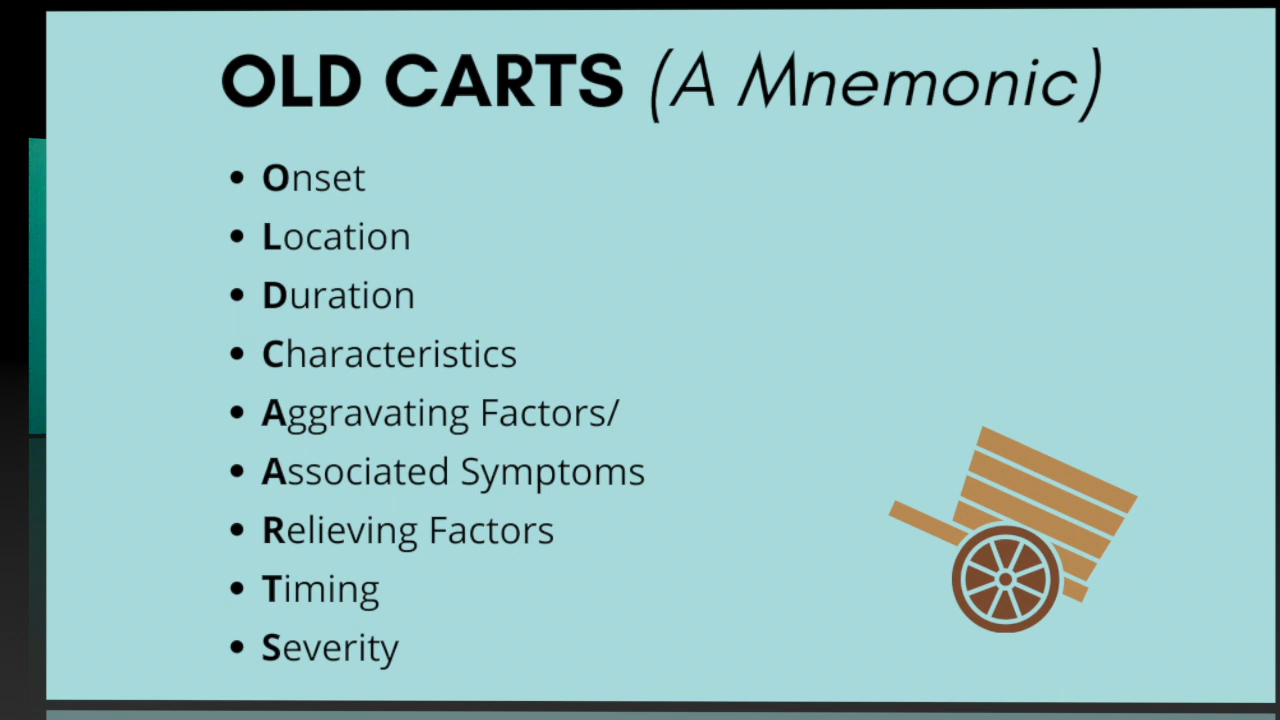 OLD CARTS (A Mnemonic)
• Onset
• Location
• Duration
• Characteristics
• Aggravating Factors/
• Associated Symptoms
• Relieving Factors
• Timing
• Severity